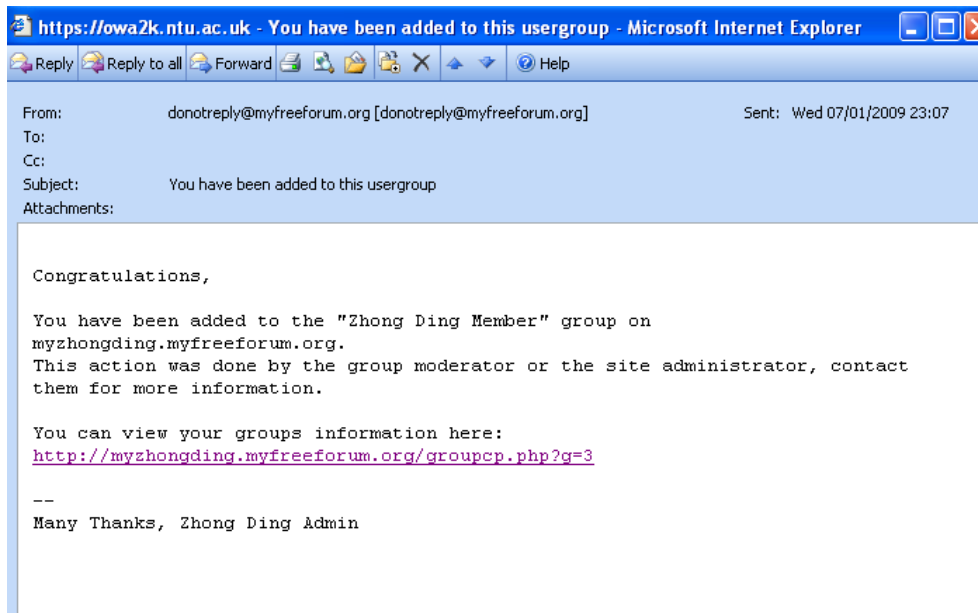 https://owa2k.ntu.ac.uk - You have been added to this usergroup - Microsoft Internet Explorer
Reply Reply to all Forward Help
From: donotreply@myfreeforum.org [donotreply@myfreeforum.org] Sent: Wed 07/01/2009 23:07
To:
Cc:
Subject: You have been added to this usergroup
Attachments:
Congratulations,
You have been added to the "Zhong Ding Member" group on
myzhongding.myfreeforum.org.
This action was done by the group moderator or the site administrator, contact
them for more information.
You can view your groups information here:
http://myzhongding.myfreeforum.org/groupcp.php?g=3
--
Many Thanks, Zhong Ding Admin